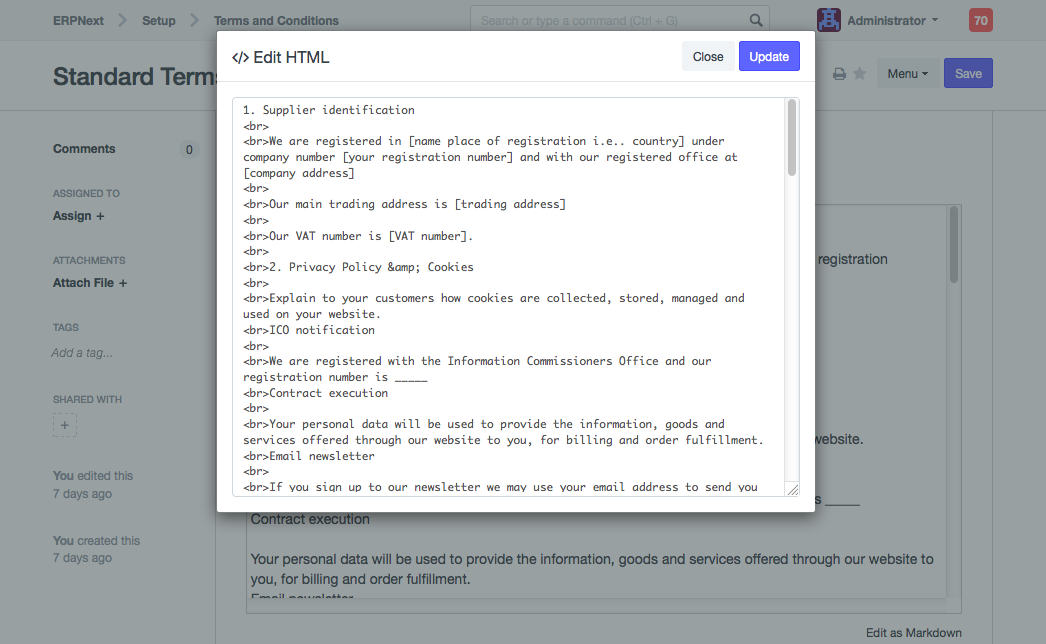 ERPNext
Setup
Terms and Conditions
Search or type a command (Ctrl + G)
Administrator
70
Standard Terms
Menu
Save
</> Edit HTML
Close
Update
Comments
0
ASSIGNED TO
Assign +
ATTACHMENTS
Attach File +
TAGS
Add a tag...
SHARED WITH
+
You edited this
7 days ago
You created this
7 days ago
1. Supplier identification
<br>
<br>We are registered in [name place of registration i.e.. country] under
company number [your registration number] and with our registered office at
[company address]
<br>
<br>Our main trading address is [trading address]
<br>
<br>Our VAT number is [VAT number].
<br>
<br>2. Privacy Policy &amp; Cookies
<br>
<br>Explain to your customers how cookies are collected, stored, managed and
used on your website.
<br>ICO notification
<br>
<br>We are registered with the Information Commissioners Office and our
registration number is _____
<br>Contract execution
<br>
<br>Your personal data will be used to provide the information, goods and
services offered through our website to you, for billing and order fulfillment.
<br>Email newsletter
<br>
<br>If you sign up to our newsletter we may use your email address to send you
registration
website.
s _____
Contract execution
Your personal data will be used to provide the information, goods and services offered through our website to
you, for billing and order fulfillment.
Email newsletter
Edit as Markdown